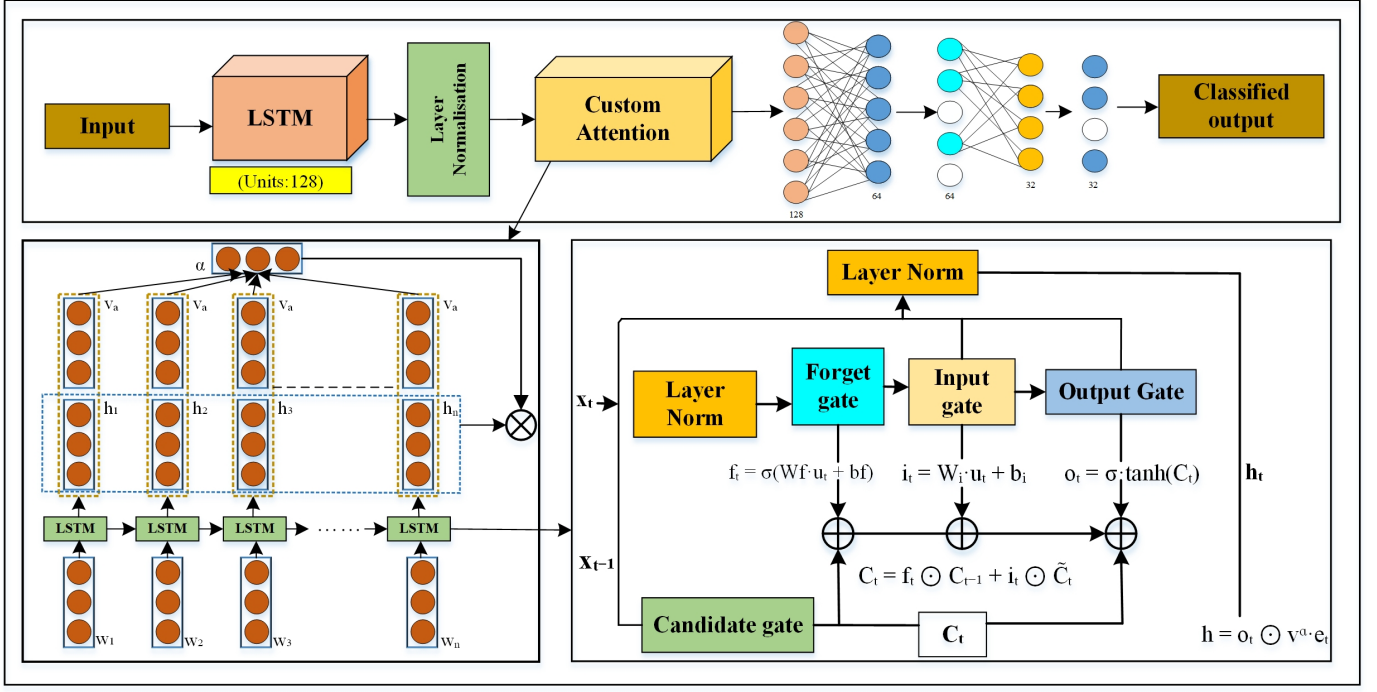 Input
LSTM
(Units:128)
Layer
Normalisation
Custom
Attention
128
64
64
32
32
Classified
output
α
Va
Va
Va
Va
h₁
h₂
h₃
hₙ
LSTM
LSTM
LSTM
......
LSTM
W₁
W₂
W₃
Wₙ
Layer Norm
xₜ
Layer
Norm
Forget
gate
Input
gate
Output Gate
fₜ = σ(Wf·uₜ + bf)
iₜ = Wᵢ·uₜ + bᵢ
oₜ = σ·tanh(Cₜ)
hₜ
xₜ₋₁
Cₜ = fₜ ⊙ Cₜ₋₁ + iₜ ⊙ C̃ₜ
Candidate gate
Cₜ
h = oₜ ⊙ vᵅ·eₜ